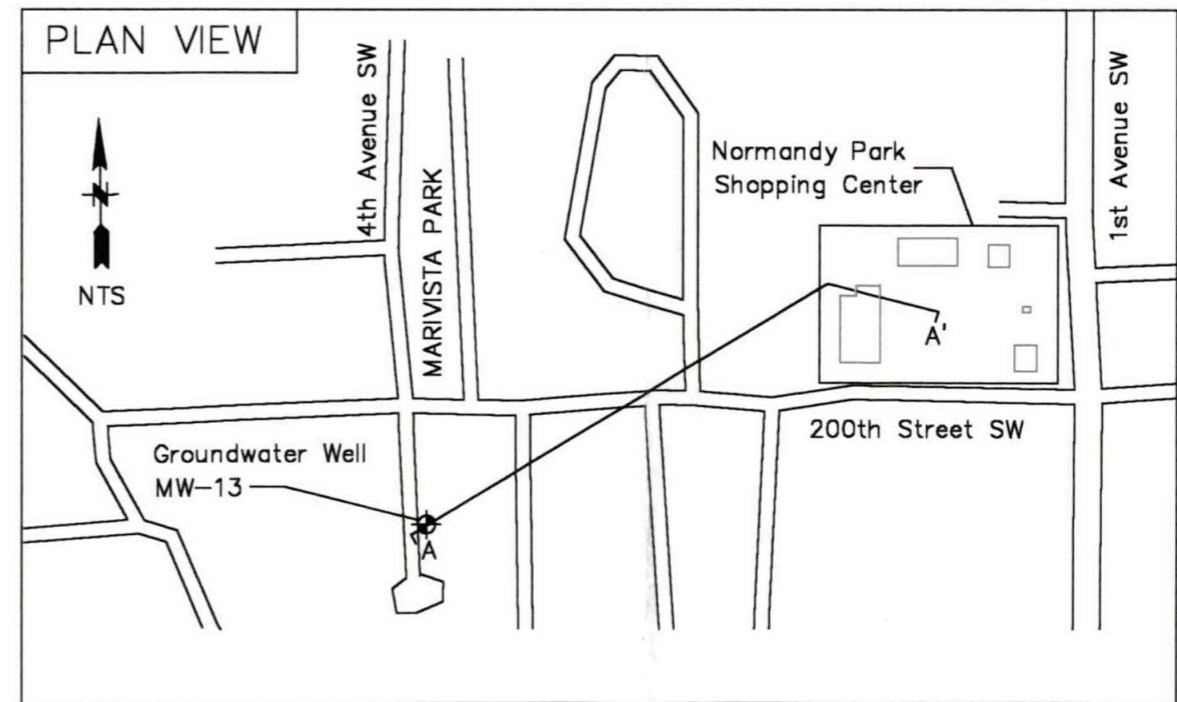 PLAN VIEW
4th Avenue SW
MARIVISTA PARK
1st Avenue SW
Normandy Park
Shopping Center
N
NTS
A'
200th Street SW
Groundwater Well
MW-13
A